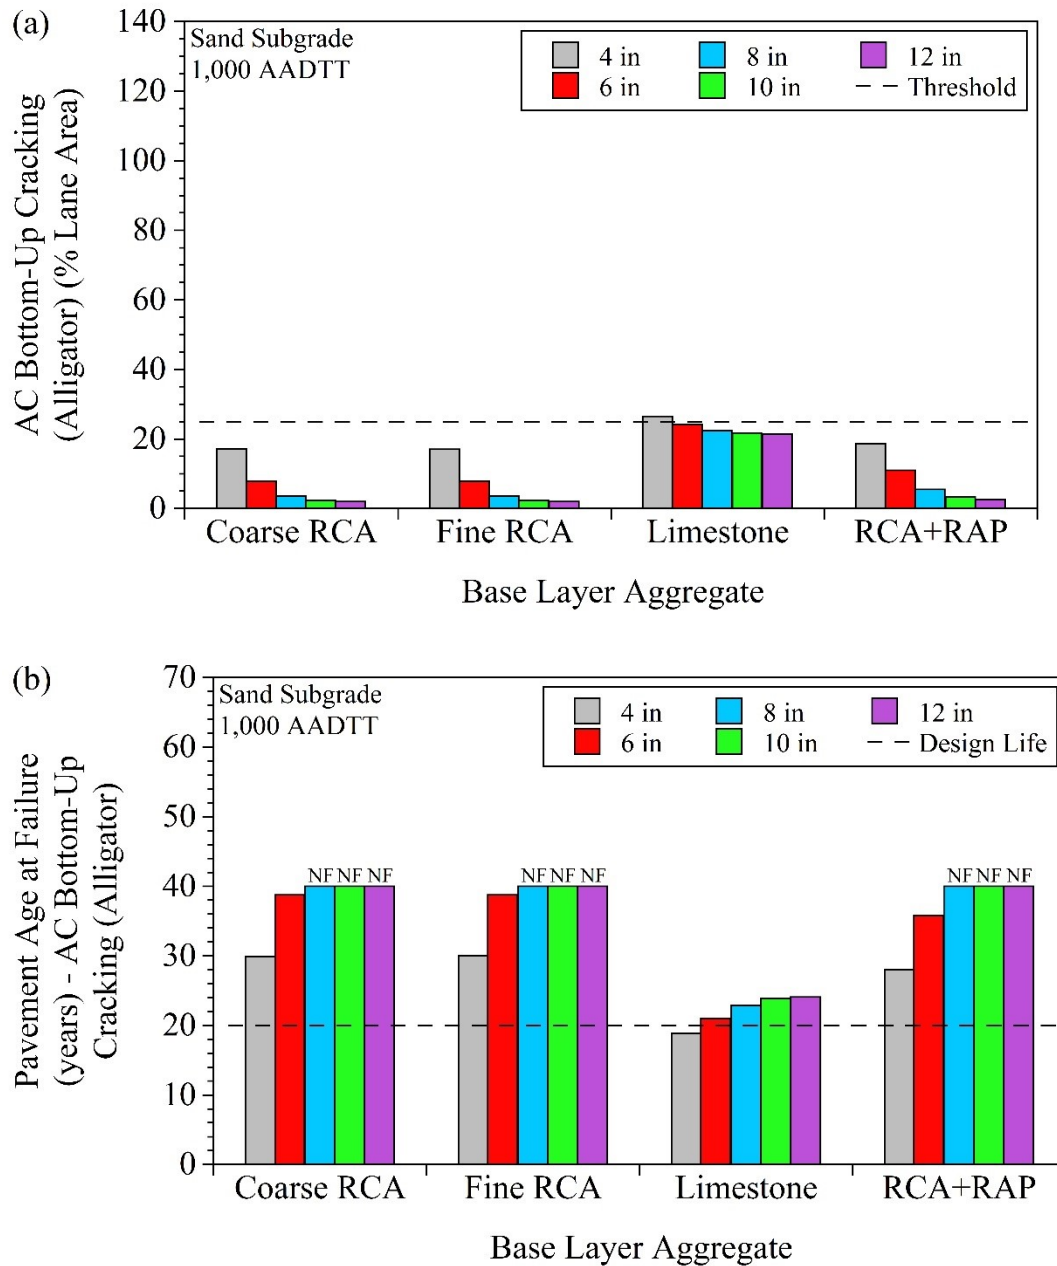 (a)
AC Bottom-Up Cracking
(Alligator) (% Lane Area)
140
120
100
80
60
40
20
0
Sand Subgrade
1,000 AADTT
4 in
8 in
12 in
6 in
10 in
Threshold
Coarse RCA
Fine RCA
Limestone
RCA+RAP
Base Layer Aggregate
(b)
Pavement Age at Failure
(years) - AC Bottom-Up
Cracking (Alligator)
70
60
50
40
30
20
10
0
Sand Subgrade
1,000 AADTT
4 in
8 in
12 in
6 in
10 in
Design Life
NF NF NF
NF NF NF
NF NF NF
Coarse RCA
Fine RCA
Limestone
RCA+RAP
Base Layer Aggregate